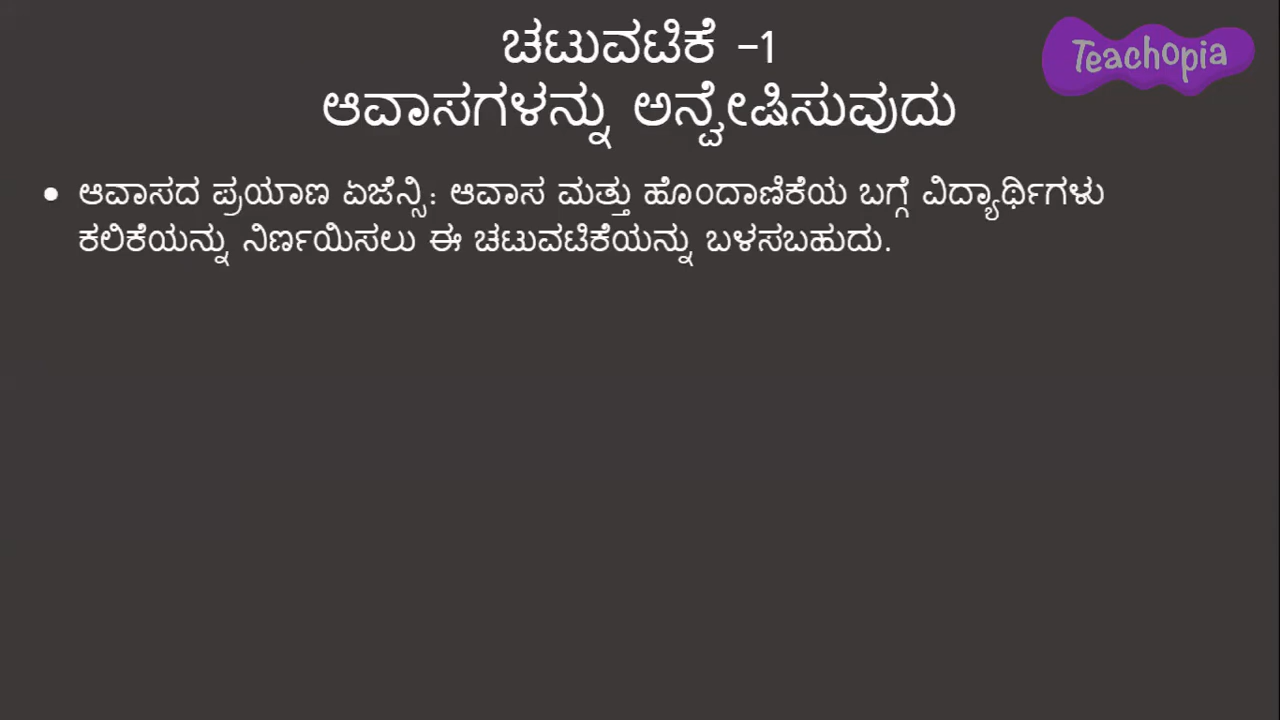 ಚಟುವಟಿಕೆ –1
Teachopia
ಆವಾಸಗಳನ್ನು ಅನ್ವೇಷಿಸುವುದು
• ಆವಾಸದ ಪ್ರಯಾಣ ಏಜೆನ್ಸಿ: ಆವಾಸ ಮತ್ತು ಹೊಂದಾಣಿಕೆಯ ಬಗ್ಗೆ ವಿದ್ಯಾರ್ಥಿಗಳು
ಕಲಿಕೆಯನ್ನು ನಿರ್ಣಯಿಸಲು ಈ ಚಟುವಟಿಕೆಯನ್ನು ಬಳಸಬಹುದು.